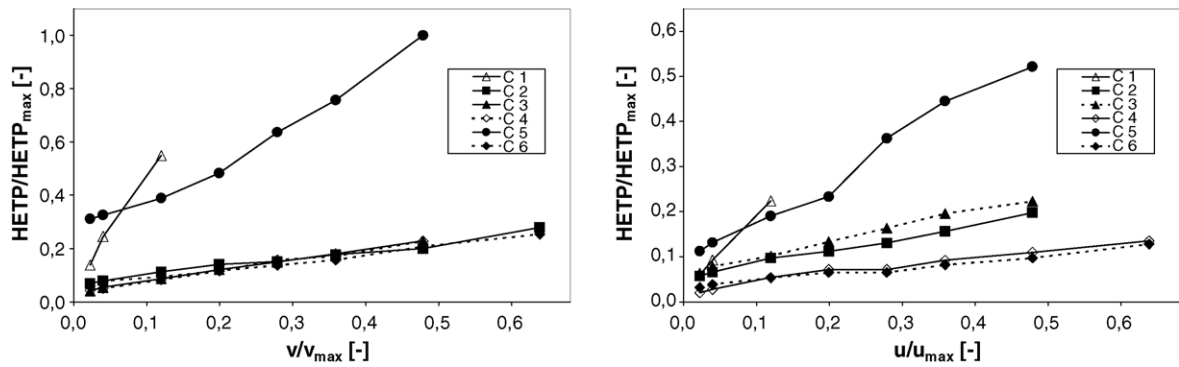 HETP/HETPmax [-]
1,0
0,8
0,6
0,4
0,2
0,0
0,0 0,1 0,2 0,3 0,4 0,5 0,6
v/vmax [-]
C 1
C 2
C 3
C 4
C 5
C 6
HETP/HETPmax [-]
0,6
0,5
0,4
0,3
0,2
0,1
0,0
0,0 0,1 0,2 0,3 0,4 0,5 0,6
u/umax [-]
C 1
C 2
C 3
C 4
C 5
C 6